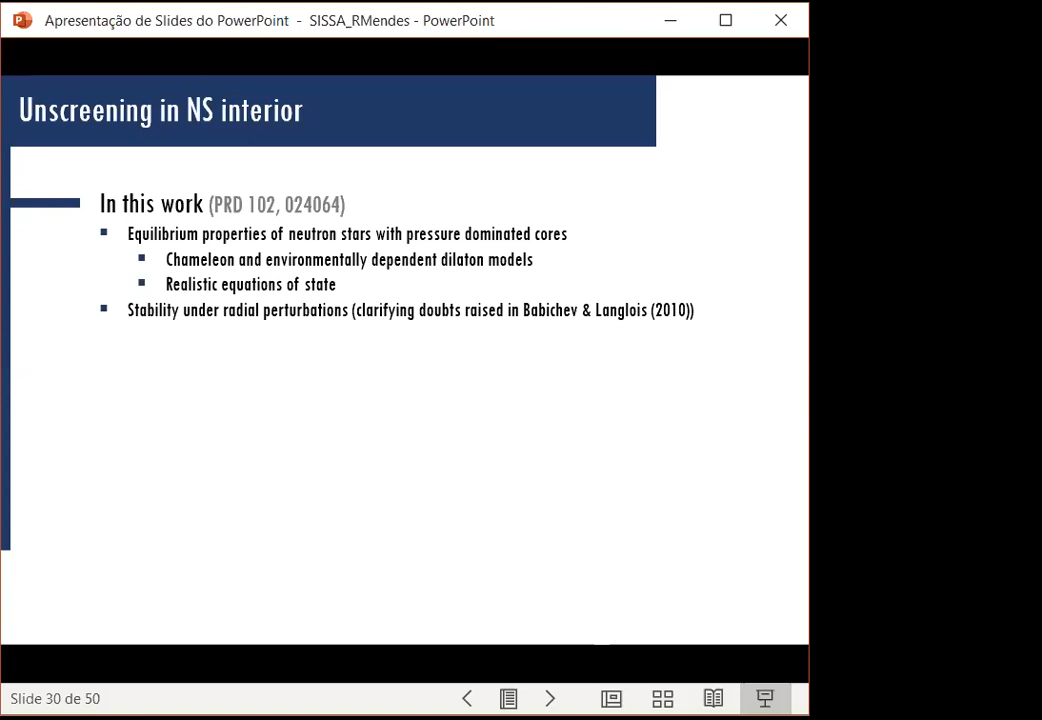 Apresentação de Slides do PowerPoint - SISSA_RMendes - PowerPoint
Unscreening in NS interior
In this work (PRD 102, 024064)
Equilibrium properties of neutron stars with pressure dominated cores
Chameleon and environmentally dependent dilaton models
Realistic equations of state
Stability under radial perturbations (clarifying doubts raised in Babichev & Langlois (2010))
Slide 30 de 50